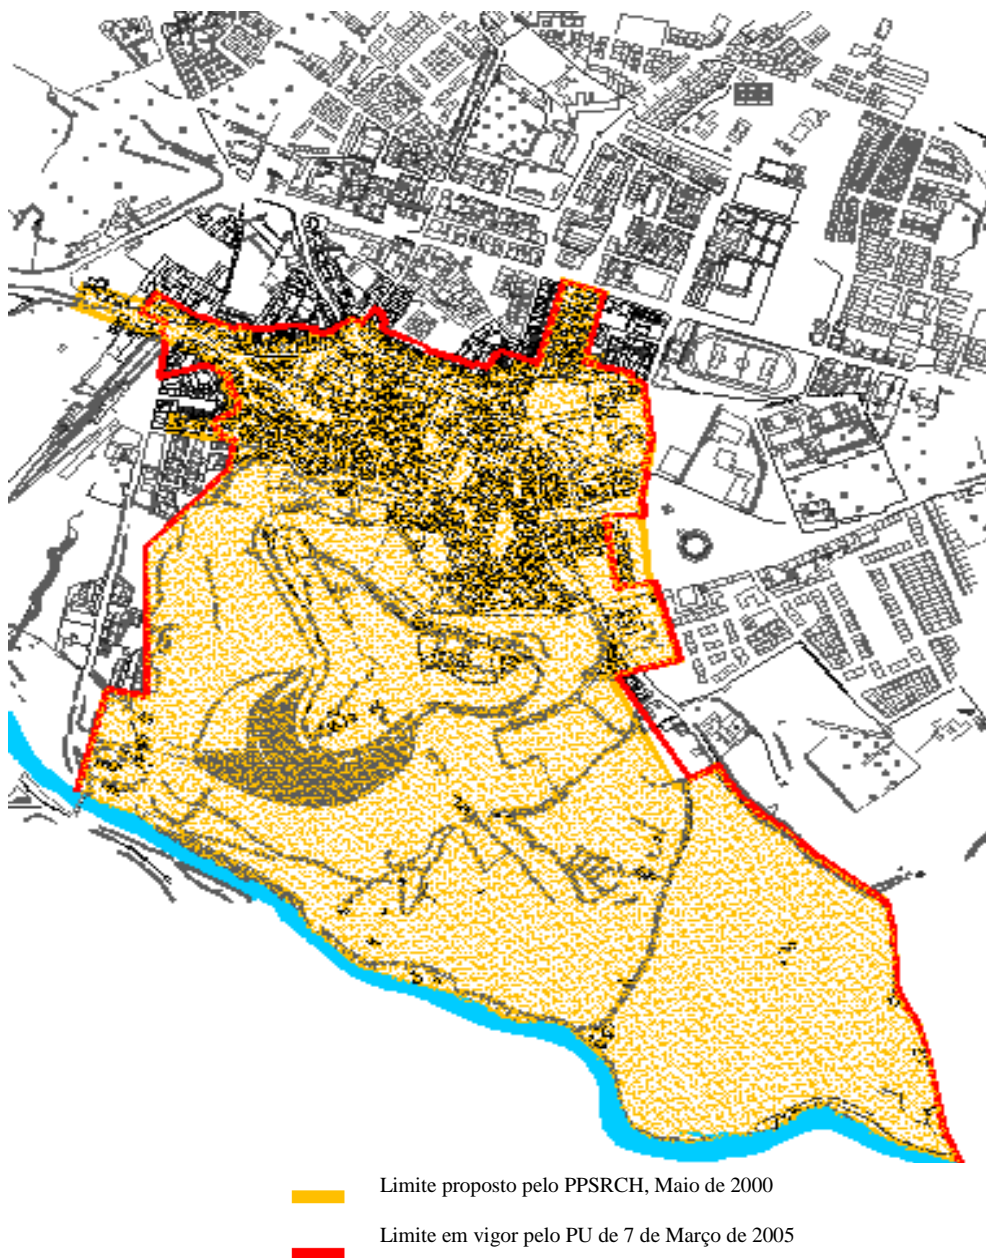 Limite proposto pelo PPSRCH, Maio de 2000
Limite em vigor pelo PU de 7 de Março de 2005